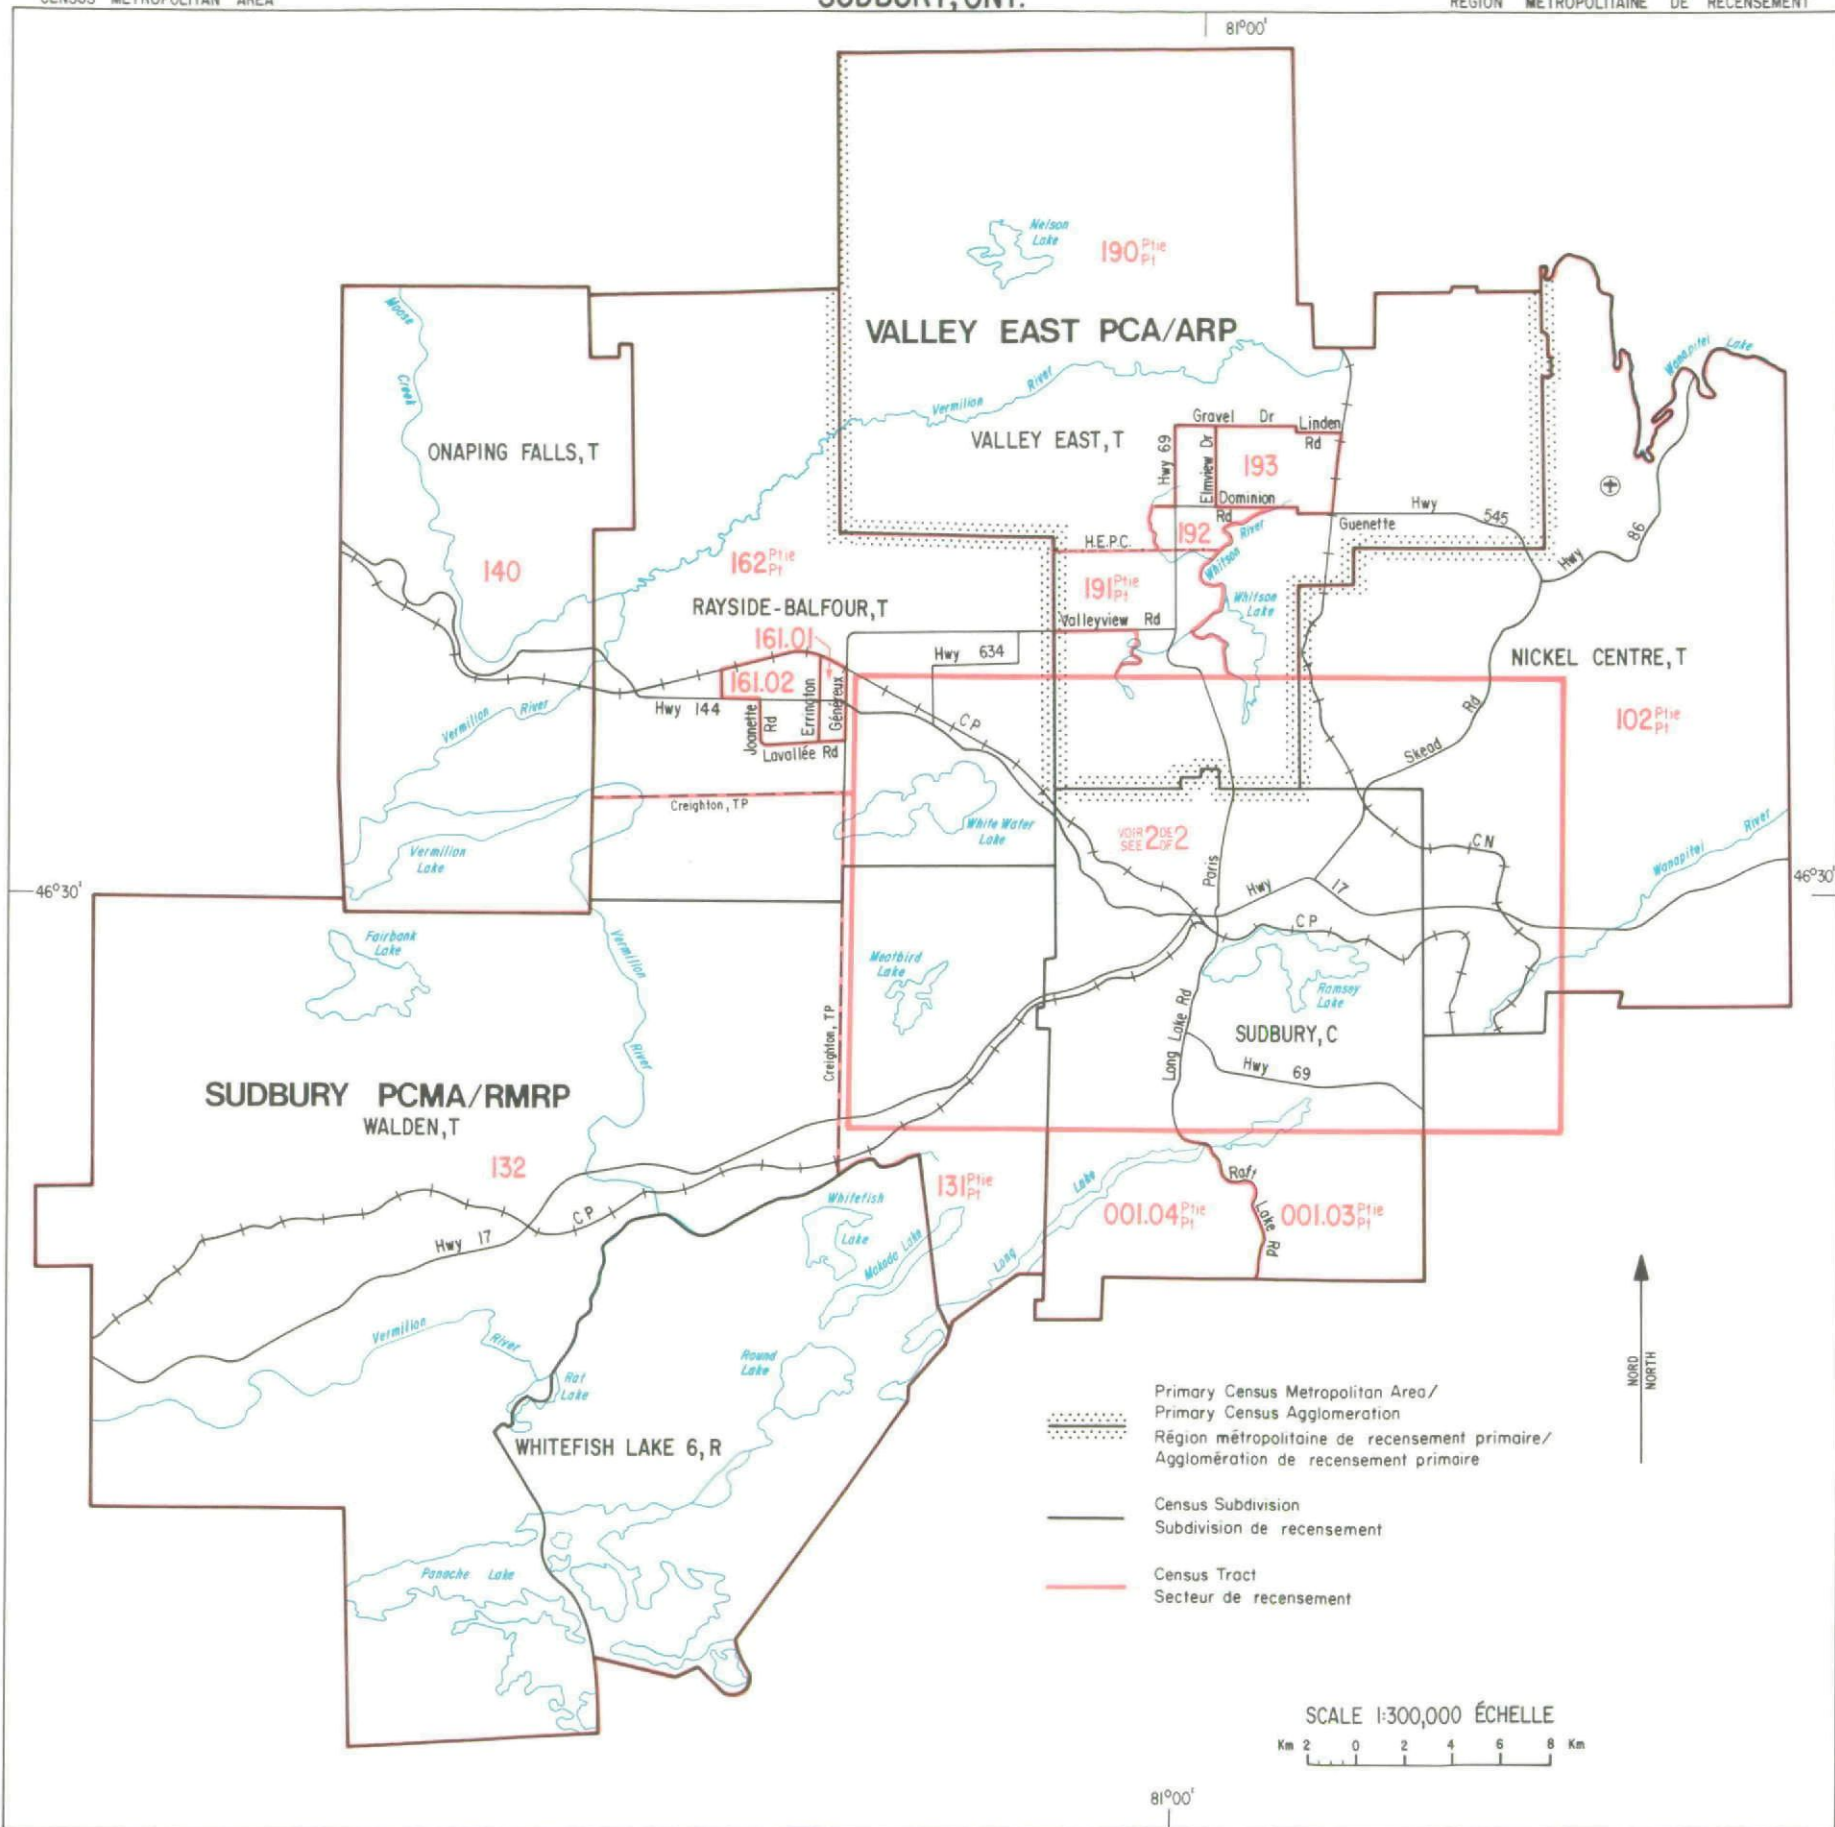 CENSUS METROPOLITAN AREA
SUDBURY, ONT.
RÉGION MÉTROPOLITAINE DE RECENSEMENT
81°00'
Nelson
Lake
190 Ptie
Pt
VALLEY EAST PCA/ARP
Moose
Creek
Wanapitei Lake
Vermilion River
ONAPING FALLS, T
VALLEY EAST, T
Gravel Dr
Linden
Rd
Hwy 69
Elmview Dr
193
Dominion
Rd
Hwy 545
Guenette
Hwy 86
192
River
Whitson
H.E.P.C.
140
162 Ptie
Pt
191 Ptie
Pt
Whitson
Lake
RAYSIDE-BALFOUR, T
Valleyview Rd
161.01
Hwy 634
NICKEL CENTRE, T
161.02
Hwy 144
Joanette
Rd
Errington
Généreux
Lavallée Rd
CP
102 Ptie
Pt
Skead Rd
Vermilion River
Creighton, TP
White Water
Lake
VOIR 2 DE 2
SEE 2 OF 2
Paris
CN
Wanapitei River
Vermilion
Lake
46°30'
46°30'
Hwy 17
CP
Fairbank
Lake
Vermilion
River
Meatbird
Lake
Ramsey
Lake
Creighton, TP
Long Lake Rd
SUDBURY, C
Hwy 69
SUDBURY PCMA/RMRP
WALDEN, T
132
131 Ptie
Pt
Whitefish
Lake
Makada Lake
Long
Lake
001.04 Ptie
Pt
Raft
Lake Rd
001.03 Ptie
Pt
CP
Hwy 17
Vermilion
River
Rat
Lake
Round
Lake
WHITEFISH LAKE 6, R
Panache Lake
NORD
NORTH
Primary Census Metropolitan Area/
Primary Census Agglomeration
Région métropolitaine de recensement primaire/
Agglomération de recensement primaire
Census Subdivision
Subdivision de recensement
Census Tract
Secteur de recensement
SCALE 1:300,000 ÉCHELLE
Km 2 0 2 4 6 8 Km
81°00'